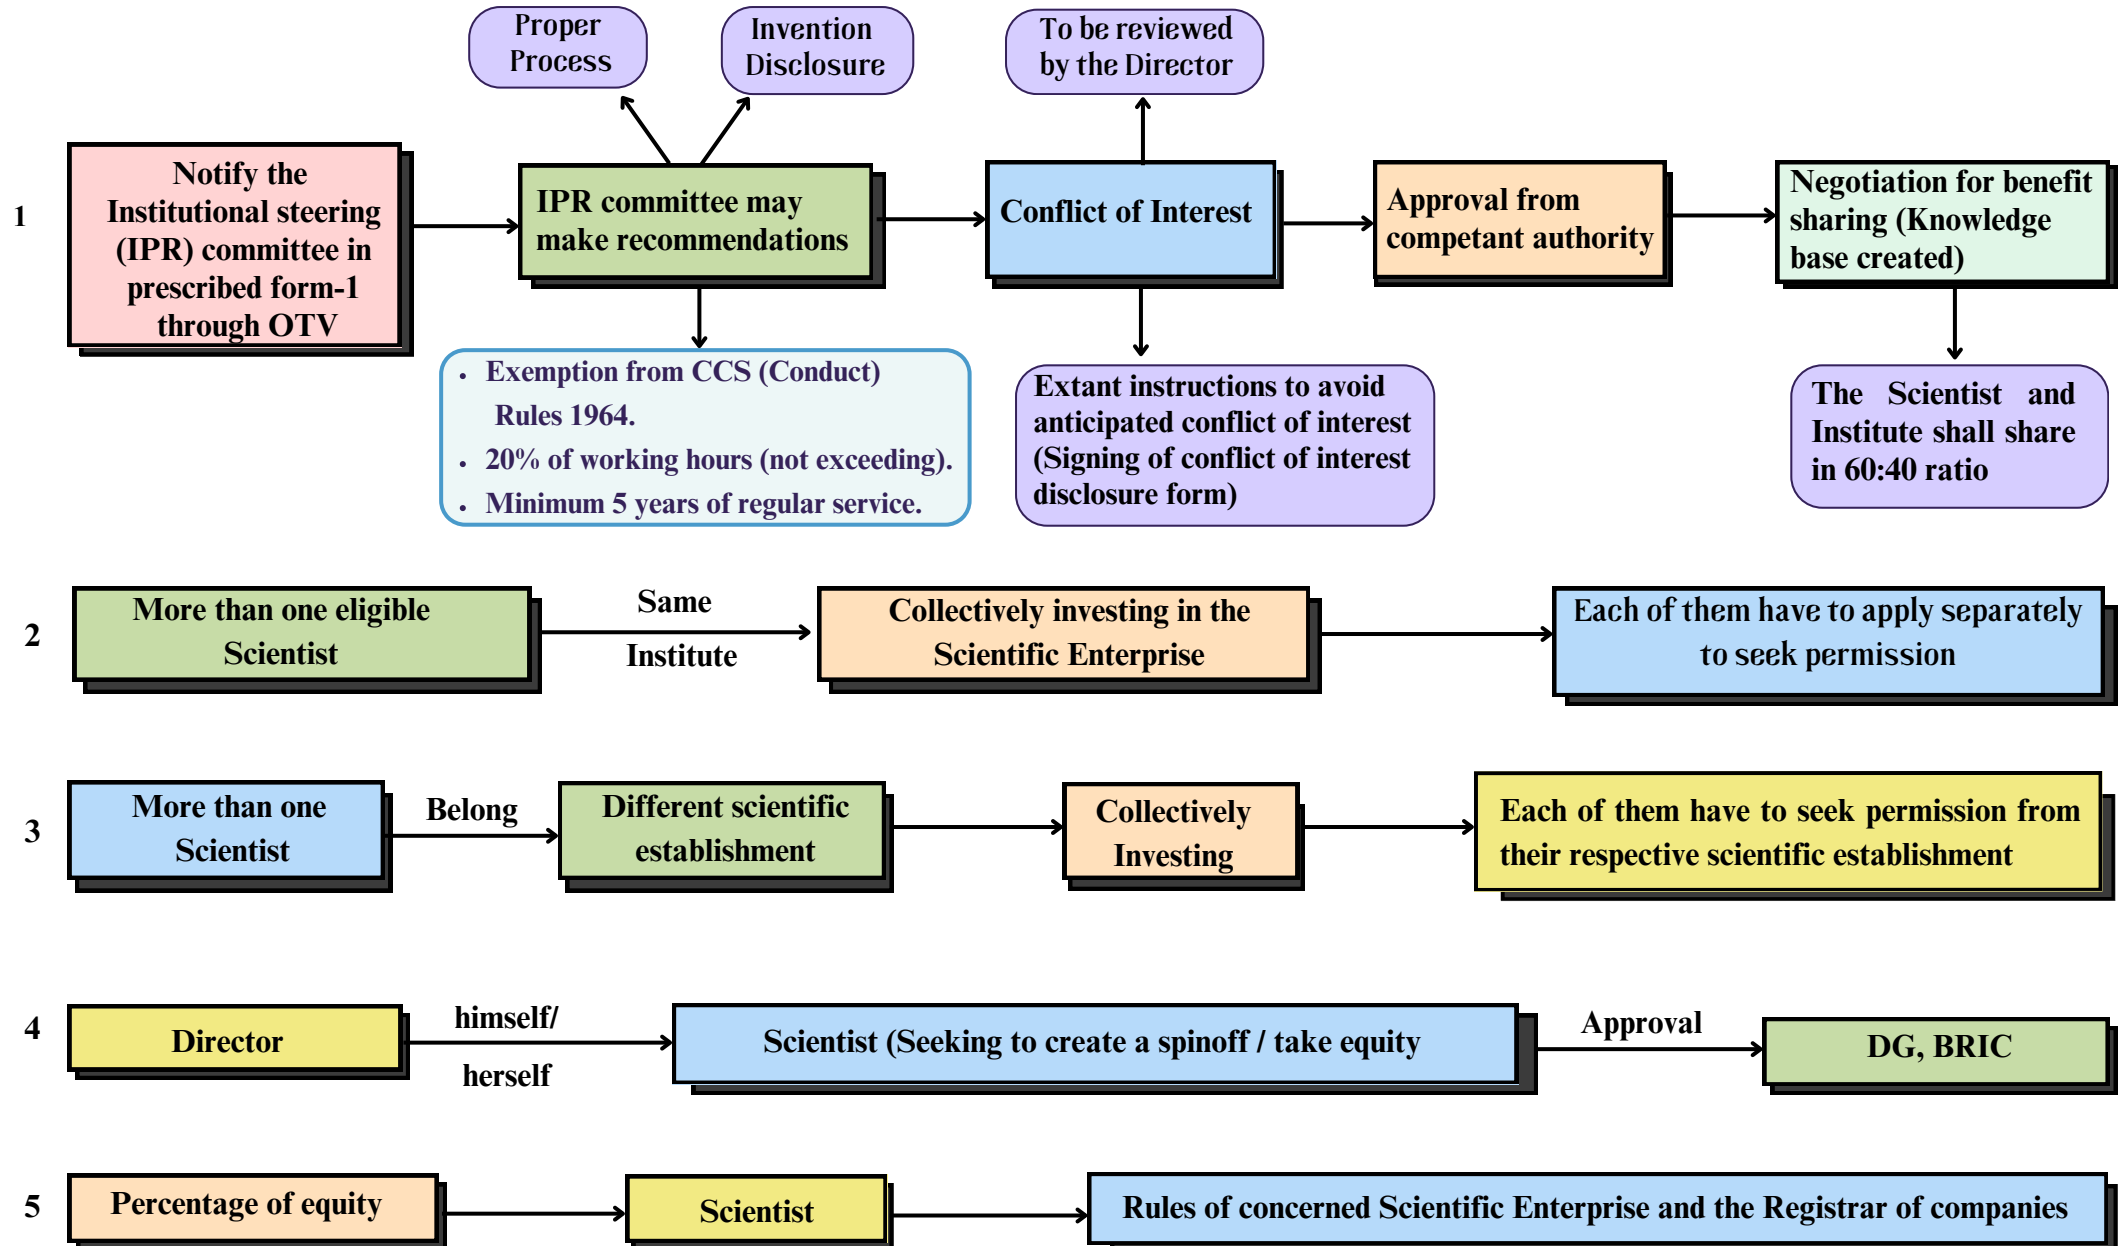 Proper
Process
Invention
Disclosure
To be reviewed
by the Director
1
Notify the
Institutional steering
(IPR) committee in
prescribed form-1
through OTV
IPR committee may
make recommendations
Conflict of Interest
Approval from
competant authority
Negotiation for benefit
sharing (Knowledge
base created)
• Exemption from CCS (Conduct)
Rules 1964.
• 20% of working hours (not exceeding).
• Minimum 5 years of regular service.
Extant instructions to avoid
anticipated conflict of interest
(Signing of conflict of interest
disclosure form)
The Scientist and
Institute shall share
in 60:40 ratio
2
More than one eligible
Scientist
Same
Institute
Collectively investing in the
Scientific Enterprise
Each of them have to apply separately
to seek permission
3
More than one
Scientist
Belong
Different scientific
establishment
Collectively
Investing
Each of them have to seek permission from
their respective scientific establishment
4
Director
himself/
herself
Scientist (Seeking to create a spinoff / take equity
Approval
DG, BRIC
5
Percentage of equity
Scientist
Rules of concerned Scientific Enterprise and the Registrar of companies